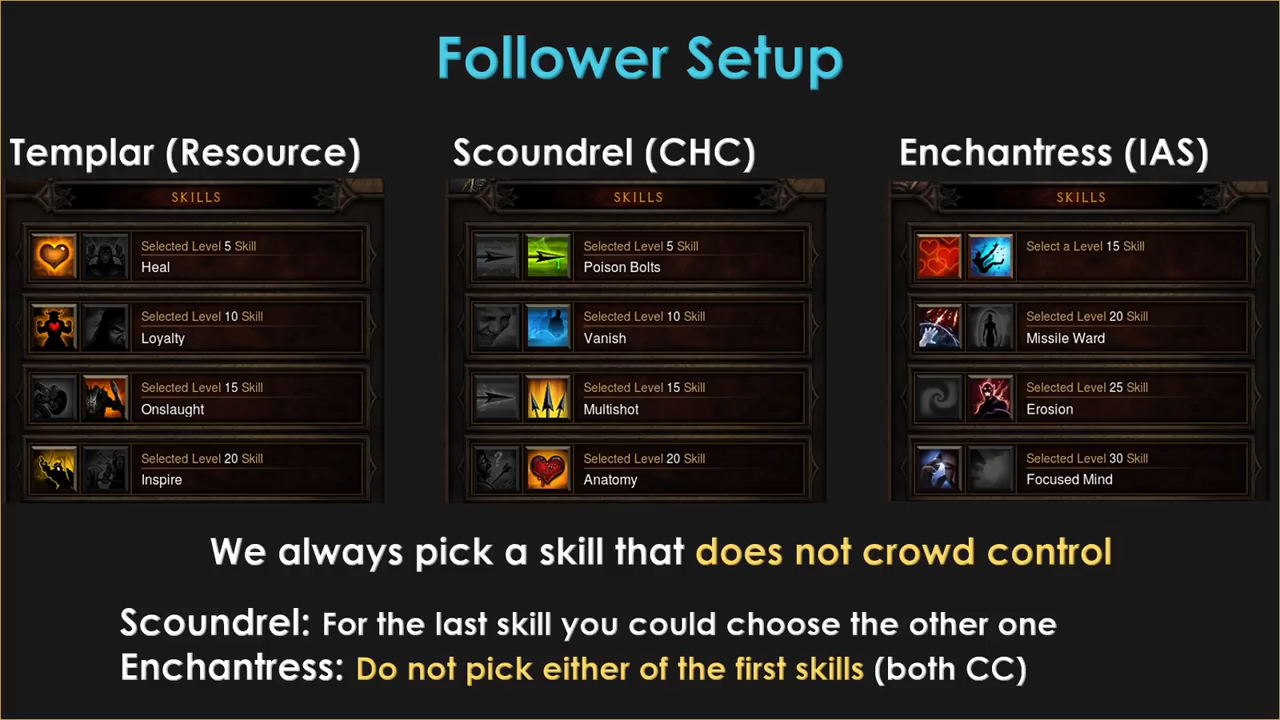 Follower Setup
Templar (Resource)
SKILLS
Selected Level 5 Skill
Heal
Selected Level 10 Skill
Loyalty
Selected Level 15 Skill
Onslaught
Selected Level 20 Skill
Inspire
Scoundrel (CHC)
SKILLS
Selected Level 5 Skill
Poison Bolts
Selected Level 10 Skill
Vanish
Selected Level 15 Skill
Multishot
Selected Level 20 Skill
Anatomy
Enchantress (IAS)
SKILLS
Select a Level 15 Skill
Selected Level 20 Skill
Missile Ward
Selected Level 25 Skill
Erosion
Selected Level 30 Skill
Focused Mind
We always pick a skill that does not crowd control
Scoundrel: For the last skill you could choose the other one
Enchantress: Do not pick either of the first skills (both CC)